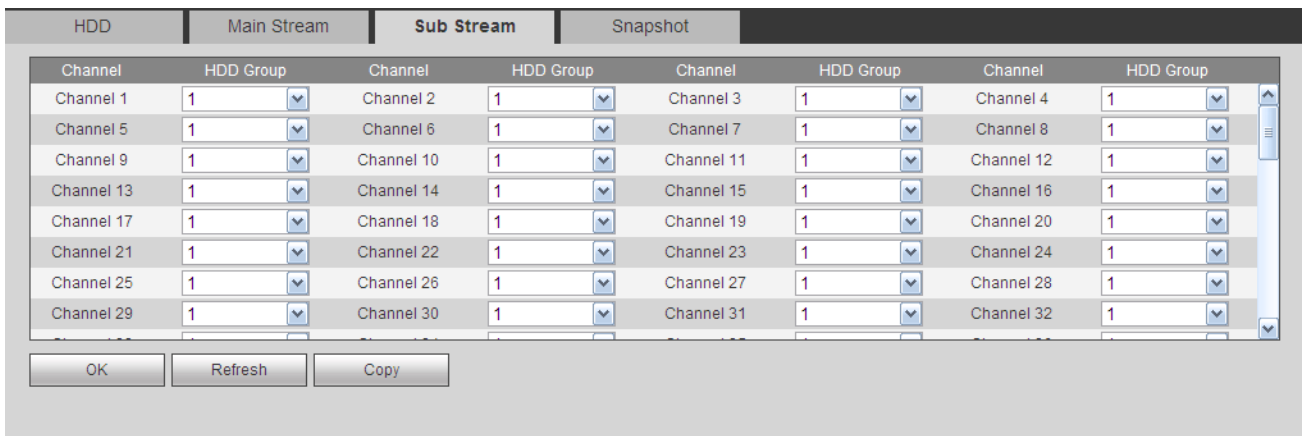 HDD Main Stream Sub Stream Snapshot
Channel HDD Group Channel HDD Group Channel HDD Group Channel HDD Group
Channel 1 1 Channel 2 1 Channel 3 1 Channel 4 1
Channel 5 1 Channel 6 1 Channel 7 1 Channel 8 1
Channel 9 1 Channel 10 1 Channel 11 1 Channel 12 1
Channel 13 1 Channel 14 1 Channel 15 1 Channel 16 1
Channel 17 1 Channel 18 1 Channel 19 1 Channel 20 1
Channel 21 1 Channel 22 1 Channel 23 1 Channel 24 1
Channel 25 1 Channel 26 1 Channel 27 1 Channel 28 1
Channel 29 1 Channel 30 1 Channel 31 1 Channel 32 1
OK Refresh Copy